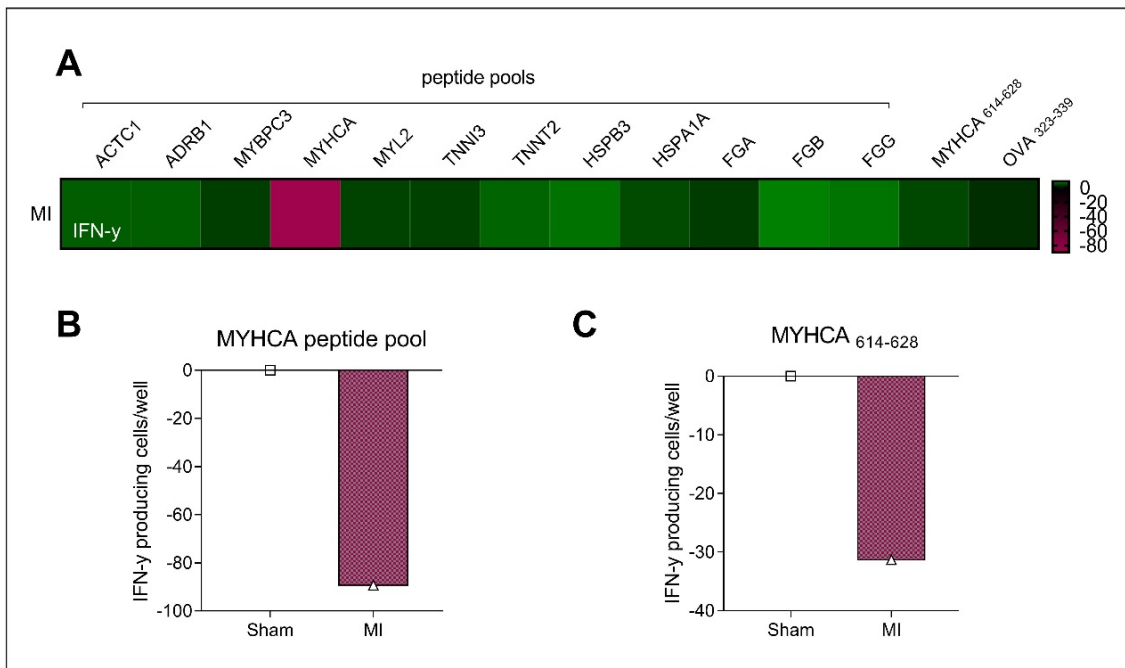 A
peptide pools
ACTC1
ADRB1
MYBPC3
MYHCA
MYL2
TNNI3
TNNT2
HSPB3
HSPA1A
FGA
FGB
FGG
MYHCA 614-628
OVA 323-339
MI
IFN-y
0
-20
-40
-60
-80
B
MYHCA peptide pool
IFN-y producing cells/well
0
-20
-40
-60
-80
-100
Sham
MI
C
MYHCA 614-628
IFN-y producing cells/well
0
-10
-20
-30
-40
Sham
MI